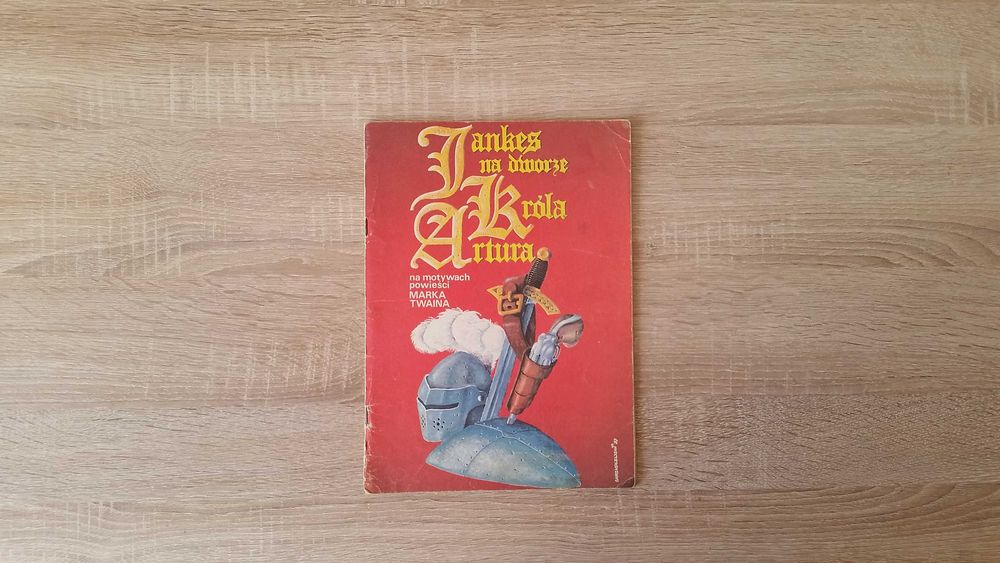 Jankes
na dworze
Króla
Artura
na motywach
powieści
MARKA
TWAINA